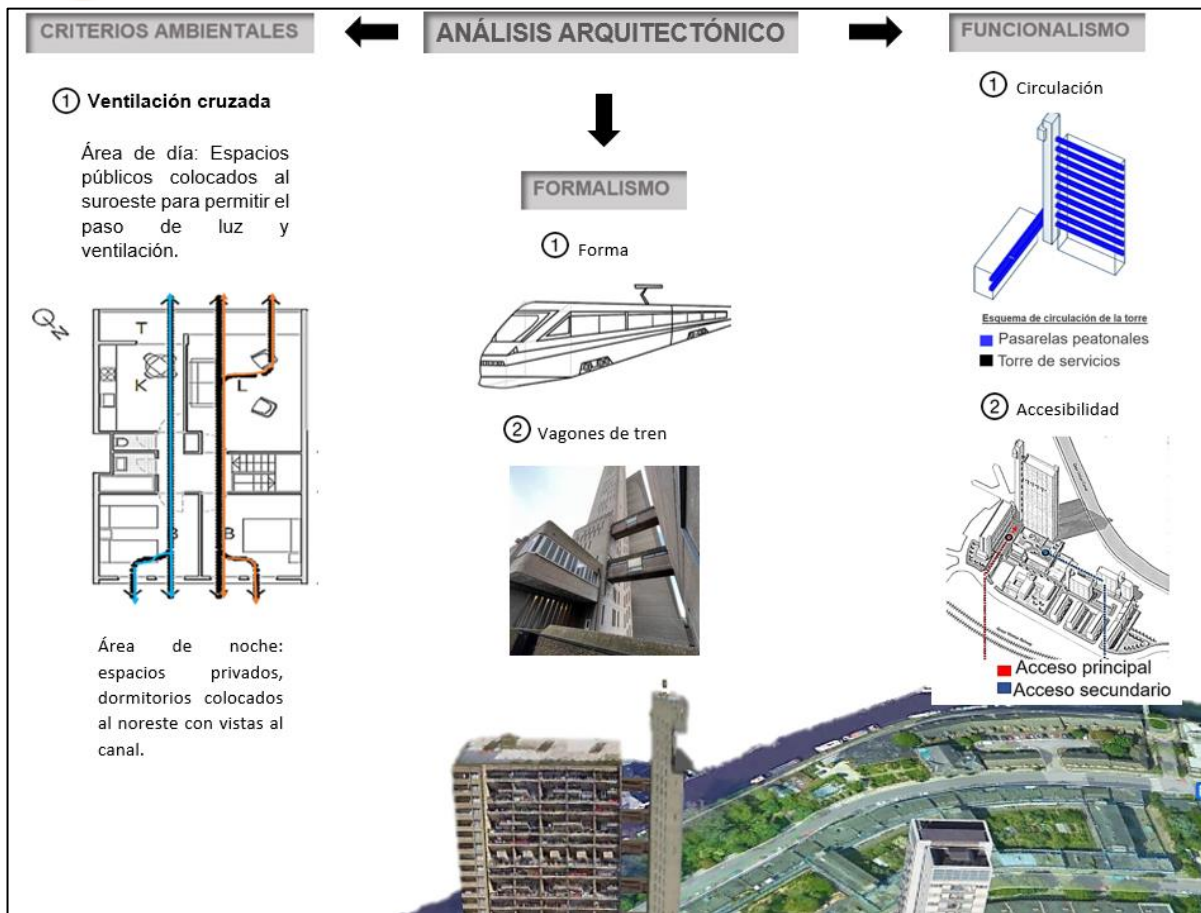 CRITERIOS AMBIENTALES
ANÁLISIS ARQUITECTÓNICO
FUNCIONALISMO
1 Ventilación cruzada
Área de día: Espacios
públicos colocados al
suroeste para permitir el
paso de luz y
ventilación.
N
T
K
L
B
B
Área de noche:
espacios privados,
dormitorios colocados
al noreste con vistas al
canal.
FORMALISMO
1 Forma
2 Vagones de tren
1 Circulación
Esquema de circulación de la torre
Pasarelas peatonales
Torre de servicios
2 Accesibilidad
Acceso principal
Acceso secundario